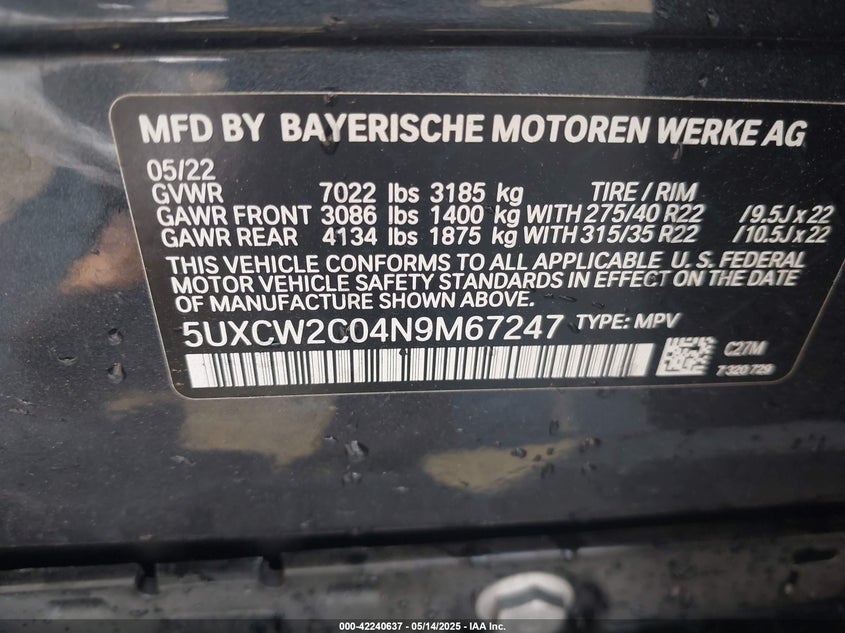 MFD BY BAYERISCHE MOTOREN WERKE AG
05/22
GVWR 7022 lbs 3185 kg TIRE / RIM
GAWR FRONT 3086 lbs 1400 kg WITH 275/40 R22 /9.5J x 22
GAWR REAR 4134 lbs 1875 kg WITH 315/35 R22 /10.5J x 22
THIS VEHICLE CONFORMS TO ALL APPLICABLE U.S. FEDERAL
MOTOR VEHICLE SAFETY STANDARDS IN EFFECT ON THE DATE
OF MANUFACTURE SHOWN ABOVE.
5UXCW2C04N9M67247 TYPE: MPV
C27M
7 320 729
000-42240637 - 05/14/2025 - IAA Inc.